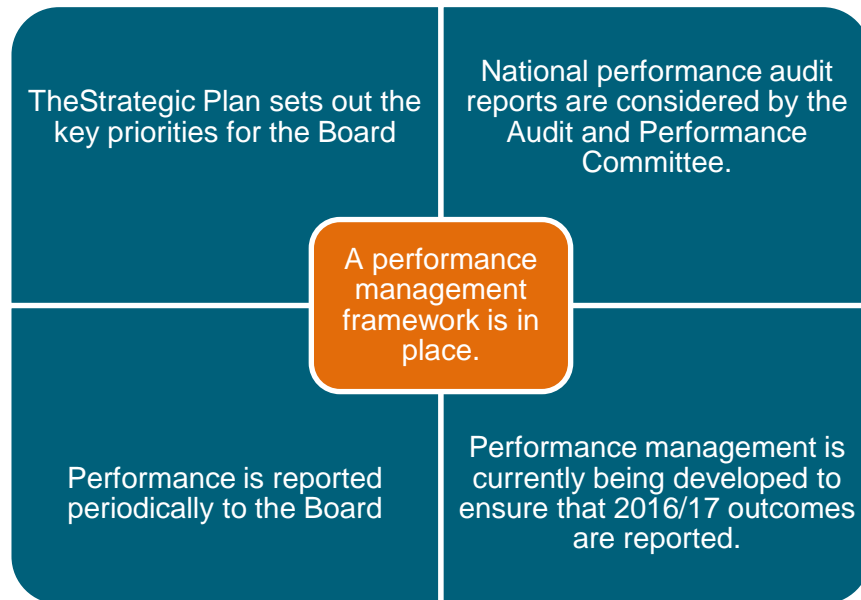 TheStrategic Plan sets out the
key priorities for the Board
National performance audit
reports are considered by the
Audit and Performance
Committee.
A performance
management
framework is in
place.
Performance is reported
periodically to the Board
Performance management is
currently being developed to
ensure that 2016/17 outcomes
are reported.